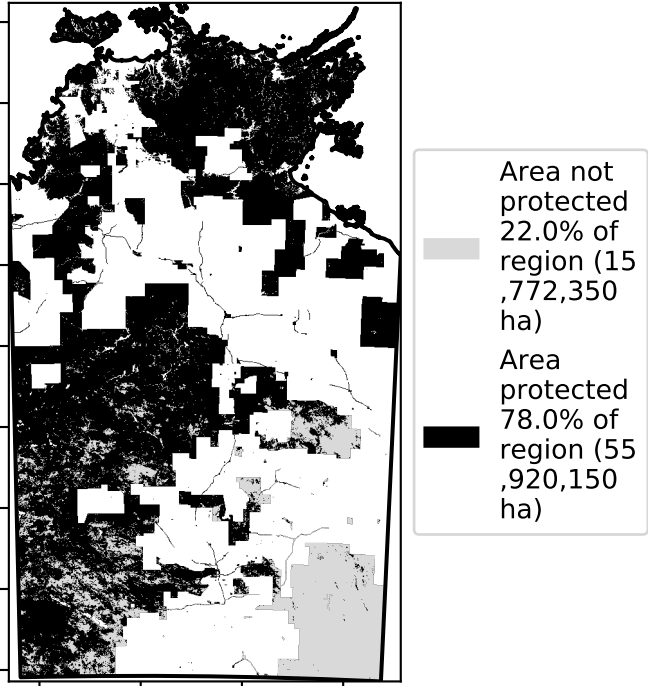 Area not
protected
22.0% of
region (15
,772,350
ha)
Area
protected
78.0% of
region (55
,920,150
ha)